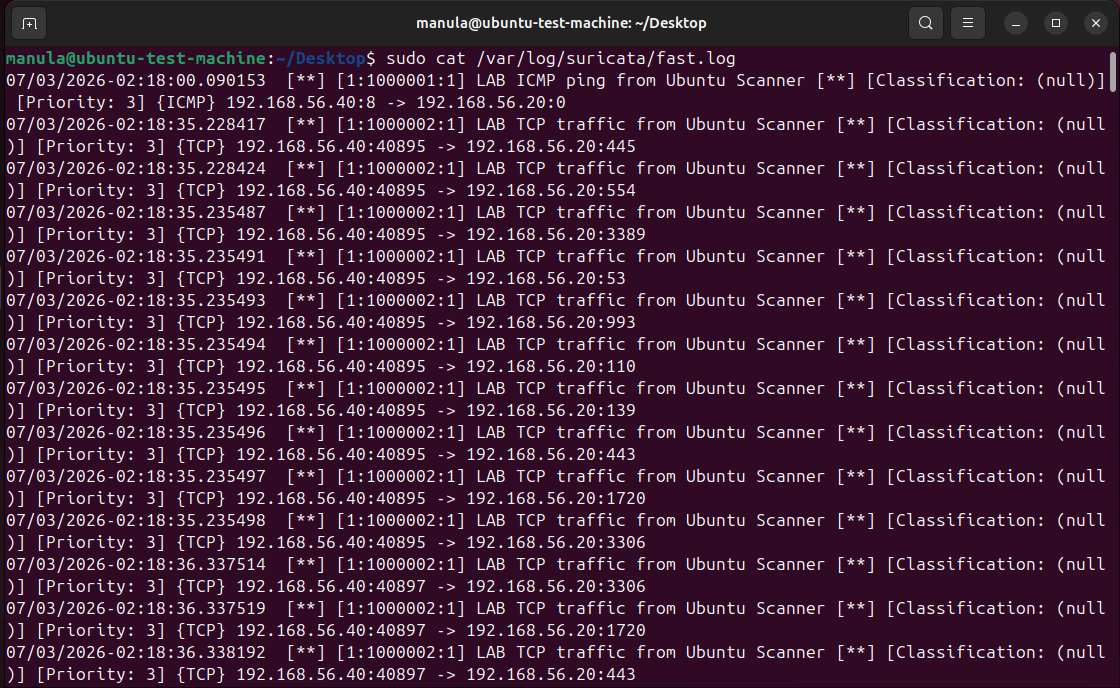 manula@ubuntu-test-machine: ~/Desktop
manula@ubuntu-test-machine:~/Desktop$ sudo cat /var/log/suricata/fast.log
07/03/2026-02:18:00.090153  [**] [1:1000001:1] LAB ICMP ping from Ubuntu Scanner [**] [Classification: (null)]
 [Priority: 3] {ICMP} 192.168.56.40:8 -> 192.168.56.20:0
07/03/2026-02:18:35.228417  [**] [1:1000002:1] LAB TCP traffic from Ubuntu Scanner [**] [Classification: (null
)] [Priority: 3] {TCP} 192.168.56.40:40895 -> 192.168.56.20:445
07/03/2026-02:18:35.228424  [**] [1:1000002:1] LAB TCP traffic from Ubuntu Scanner [**] [Classification: (null
)] [Priority: 3] {TCP} 192.168.56.40:40895 -> 192.168.56.20:554
07/03/2026-02:18:35.235487  [**] [1:1000002:1] LAB TCP traffic from Ubuntu Scanner [**] [Classification: (null
)] [Priority: 3] {TCP} 192.168.56.40:40895 -> 192.168.56.20:3389
07/03/2026-02:18:35.235491  [**] [1:1000002:1] LAB TCP traffic from Ubuntu Scanner [**] [Classification: (null
)] [Priority: 3] {TCP} 192.168.56.40:40895 -> 192.168.56.20:53
07/03/2026-02:18:35.235493  [**] [1:1000002:1] LAB TCP traffic from Ubuntu Scanner [**] [Classification: (null
)] [Priority: 3] {TCP} 192.168.56.40:40895 -> 192.168.56.20:993
07/03/2026-02:18:35.235494  [**] [1:1000002:1] LAB TCP traffic from Ubuntu Scanner [**] [Classification: (null
)] [Priority: 3] {TCP} 192.168.56.40:40895 -> 192.168.56.20:110
07/03/2026-02:18:35.235495  [**] [1:1000002:1] LAB TCP traffic from Ubuntu Scanner [**] [Classification: (null
)] [Priority: 3] {TCP} 192.168.56.40:40895 -> 192.168.56.20:139
07/03/2026-02:18:35.235496  [**] [1:1000002:1] LAB TCP traffic from Ubuntu Scanner [**] [Classification: (null
)] [Priority: 3] {TCP} 192.168.56.40:40895 -> 192.168.56.20:443
07/03/2026-02:18:35.235497  [**] [1:1000002:1] LAB TCP traffic from Ubuntu Scanner [**] [Classification: (null
)] [Priority: 3] {TCP} 192.168.56.40:40895 -> 192.168.56.20:1720
07/03/2026-02:18:35.235498  [**] [1:1000002:1] LAB TCP traffic from Ubuntu Scanner [**] [Classification: (null
)] [Priority: 3] {TCP} 192.168.56.40:40895 -> 192.168.56.20:3306
07/03/2026-02:18:36.337514  [**] [1:1000002:1] LAB TCP traffic from Ubuntu Scanner [**] [Classification: (null
)] [Priority: 3] {TCP} 192.168.56.40:40897 -> 192.168.56.20:3306
07/03/2026-02:18:36.337519  [**] [1:1000002:1] LAB TCP traffic from Ubuntu Scanner [**] [Classification: (null
)] [Priority: 3] {TCP} 192.168.56.40:40897 -> 192.168.56.20:1720
07/03/2026-02:18:36.338192  [**] [1:1000002:1] LAB TCP traffic from Ubuntu Scanner [**] [Classification: (null
)] [Priority: 3] {TCP} 192.168.56.40:40897 -> 192.168.56.20:443